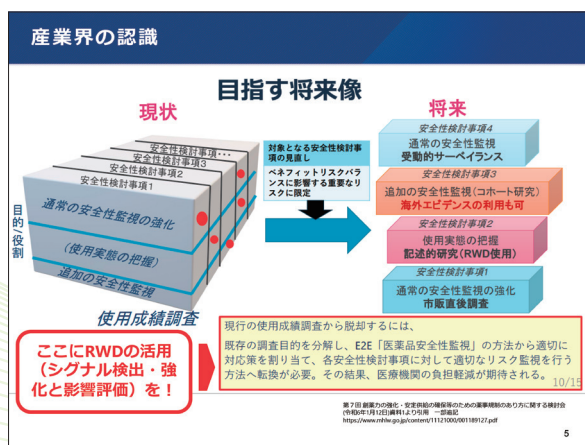 産業界の認識
目指す将来像
現状
将来
安全性検討事項・・・
安全性検討事項3
安全性検討事項2
安全性検討事項1
目的/役割
通常の安全性監視の強化
(使用実態の把握)
追加の安全性監視
使用成績調査
対象となる安全性検討事
項の見直し
ベネフィットリスクバラ
ンスに影響する重要なリ
スクに限定
安全性検討事項4
通常の安全性監視
受動的サーベイランス
安全性検討事項3
追加の安全性監視(コホート研究)
海外エビデンスの利用も可
安全性検討事項2
使用実態の把握
記述的研究(RWD使用)
安全性検討事項1
通常の安全性監視の強化
市販直後調査
ここにRWDの活用
(シグナル検出・強
化と影響評価)を!
現行の使用成績調査から脱却するには、
既存の調査目的を分解し、E2E「医薬品安全性監視」の方法から適切に
対応策を割り当て、各安全性検討事項に対して適切なリスク監視を行う
方法へ転換が必要。その結果、医療機関の負担軽減が期待される。
10/15
第7回 創薬力の強化・安定供給の確保等のための薬事規制のあり方に関する検討会
(令和6年1月12日)資料1より引用 一部追記
https://www.mhlw.go.jp/content/11121000/001189127.pdf
5